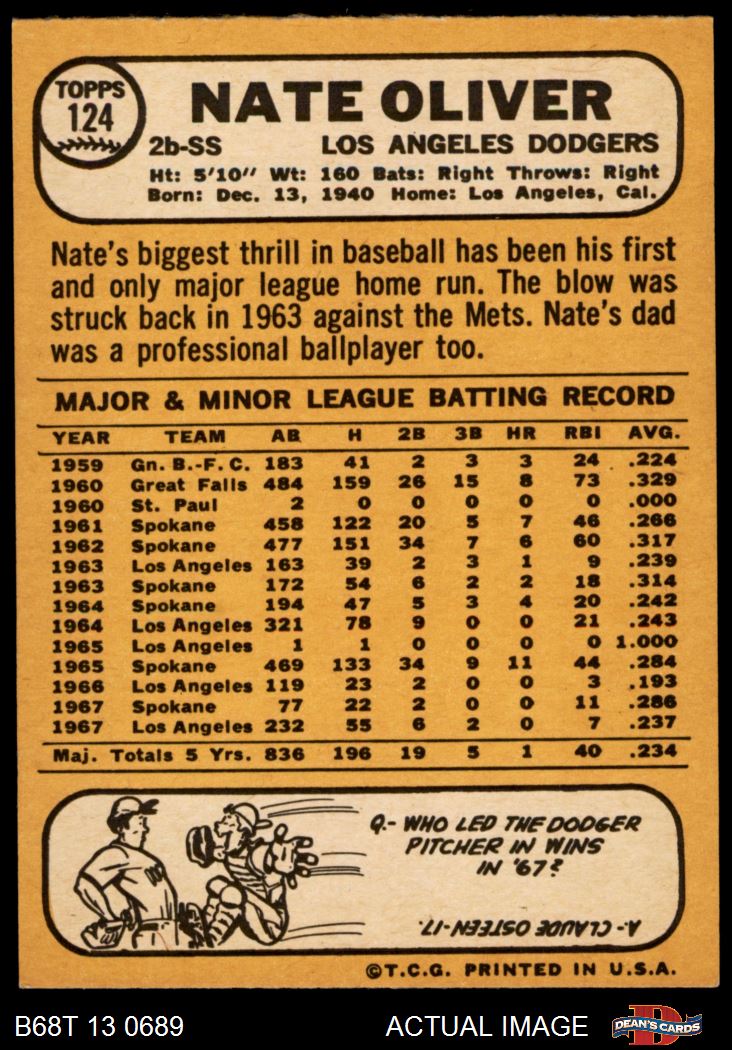 TOPPS
124
NATE OLIVER
2b-SS LOS ANGELES DODGERS
Ht: 5'10" Wt: 160 Bats: Right Throws: Right
Born: Dec. 13, 1940 Home: Los Angeles, Cal.
Nate's biggest thrill in baseball has been his first
and only major league home run. The blow was
struck back in 1963 against the Mets. Nate's dad
was a professional ballplayer too.
MAJOR & MINOR LEAGUE BATTING RECORD
YEAR TEAM AB H 2B 3B HR RBI AVG.
1959 Gn. B.-F.C. 183 41 2 3 3 24 .224
1960 Great Falls 484 159 26 15 8 73 .329
1960 St. Paul 2 0 0 0 0 0 .000
1961 Spokane 458 122 20 5 7 46 .266
1962 Spokane 477 151 34 7 6 60 .317
1963 Los Angeles 163 39 2 3 1 9 .239
1963 Spokane 172 54 6 2 2 18 .314
1964 Spokane 194 47 5 3 4 20 .242
1964 Los Angeles 321 78 9 0 0 21 .243
1965 Los Angeles 1 1 0 0 0 0 1.000
1965 Spokane 469 133 34 9 11 44 .284
1966 Los Angeles 119 23 2 0 0 3 .193
1967 Spokane 77 22 2 0 0 11 .286
1967 Los Angeles 232 55 6 2 0 7 .237
Maj. Totals 5 Yrs. 836 196 19 5 1 40 .234
Q.- WHO LED THE DODGER
PITCHER IN WINS
IN '67?
A.- CLAUDE OSTEEN-17.
©T.C.G. PRINTED IN U.S.A.
B68T 13 0689 ACTUAL IMAGE DEAN'S CARDS